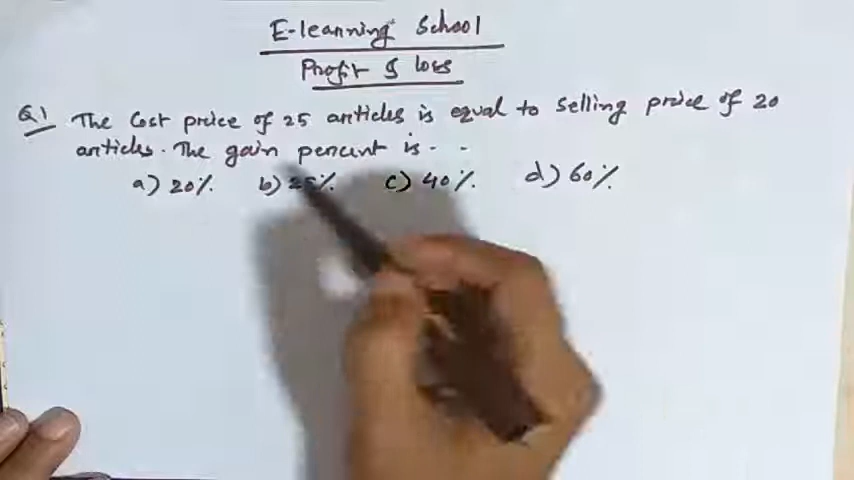 E-learning School
Profit & loss
Q1 The Cost price of 25 articles is equal to Selling price of 20
articles. The gain percent is. . .
a) 20% b) 25% c) 40% d) 60%